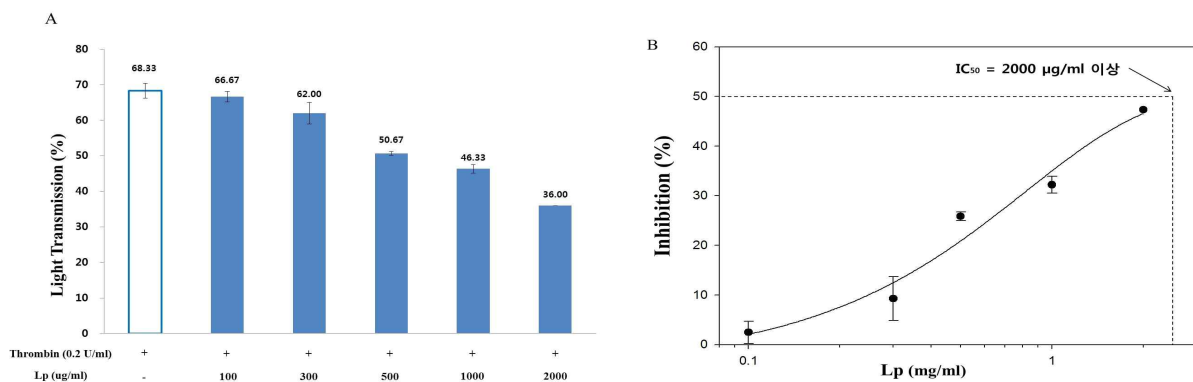 A
Light Transmission (%)
80
70
60
50
40
30
20
10
0
68.33
66.67
62.00
50.67
46.33
36.00
Thrombin (0.2 U/ml) + + + + + +
Lp (ug/ml) - 100 300 500 1000 2000
B
Inhibition (%)
60
50
40
30
20
10
0
IC₅₀ = 2000 µg/ml 이상
0.1 1
Lp (mg/ml)